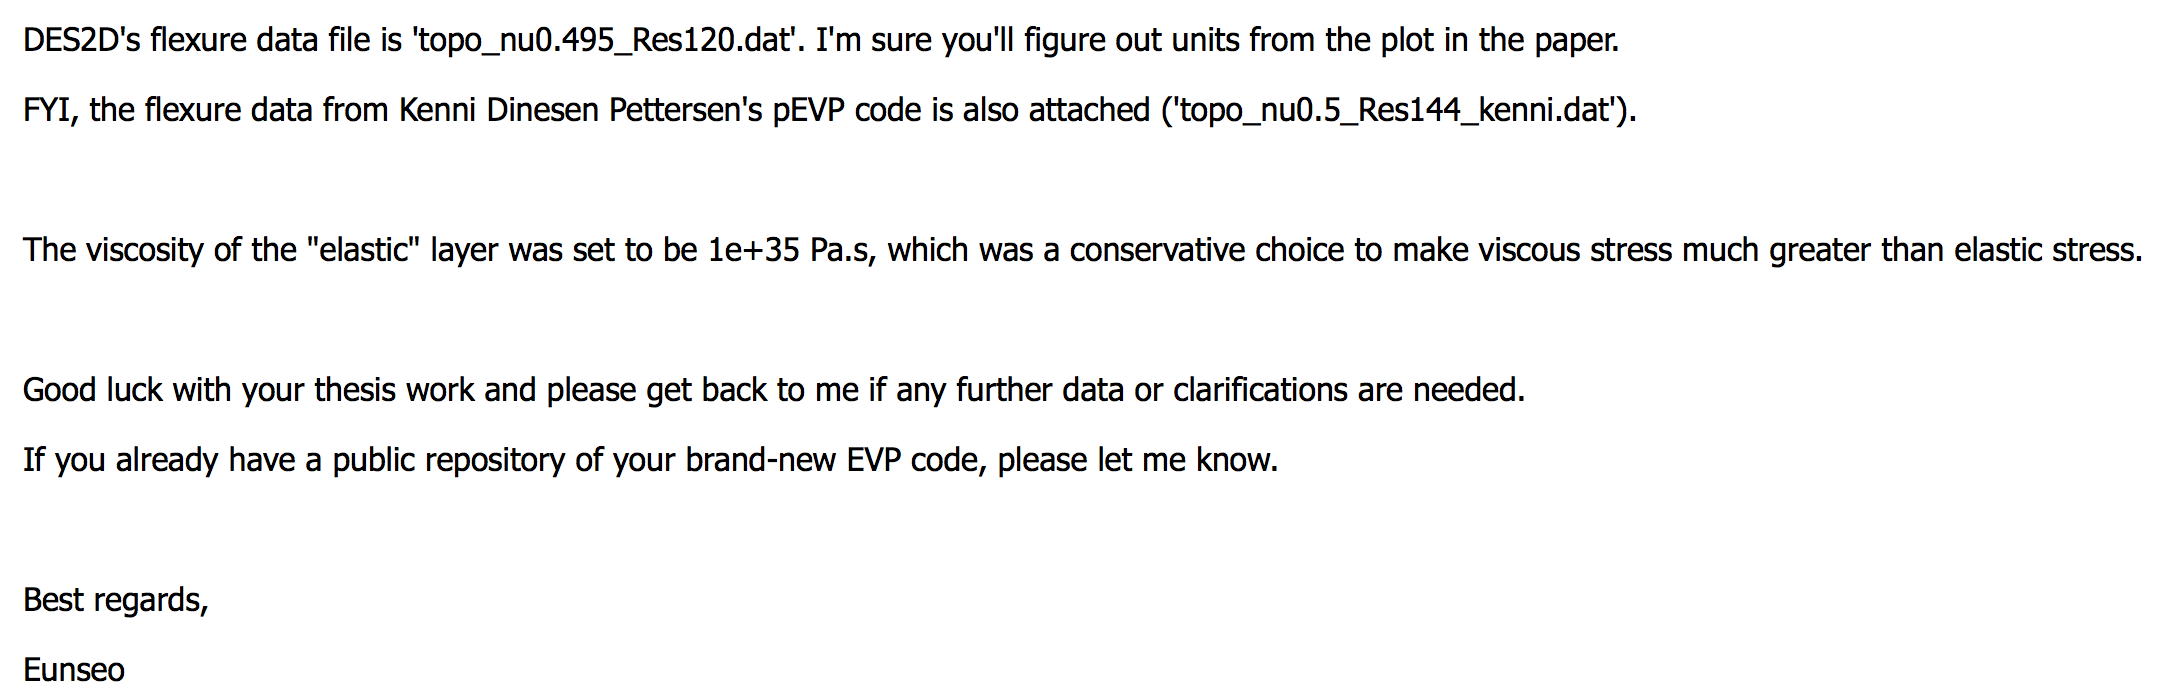 DES2D's flexure data file is 'topo_nu0.495_Res120.dat'. I'm sure you'll figure out units from the plot in the paper.
FYI, the flexure data from Kenni Dinesen Pettersen's pEVP code is also attached ('topo_nu0.5_Res144_kenni.dat').
The viscosity of the "elastic" layer was set to be 1e+35 Pa.s, which was a conservative choice to make viscous stress much greater than elastic stress.
Good luck with your thesis work and please get back to me if any further data or clarifications are needed.
If you already have a public repository of your brand-new EVP code, please let me know.
Best regards,
Eunseo